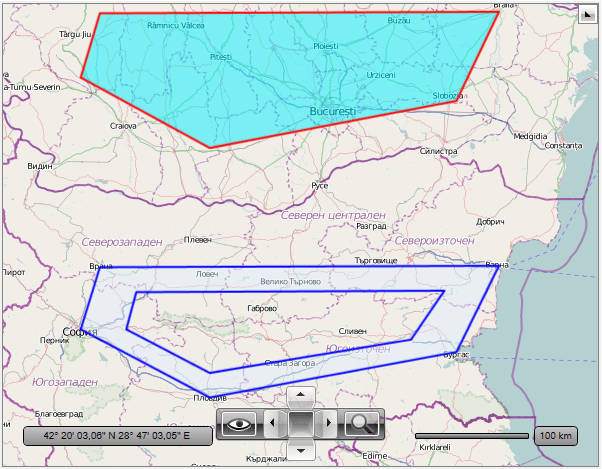 Brăila
Râmnicu Vâlcea
Buzău
Târgu Jiu
Ploiești
Pitești
Urziceni
a-Turnu-Severin
Slobozia
București
Craiova
Medgidia
Constanța
Силистра
Видин
Русе
Северен централен
Добрич
Разград
Северозападен
Плевен
Североизточен
Търговище
Враца
Варна
Пирот
Ловеч
Велико Търново
Габрово
София
Сливен
Перник
Югоизточен
Бургас
Стара Загора
Югозападен
Пловдив
Благоевград
42° 20' 03,06" N 28° 47' 03,05" E
100 km
Kırklareli
Кърджали
Edirne